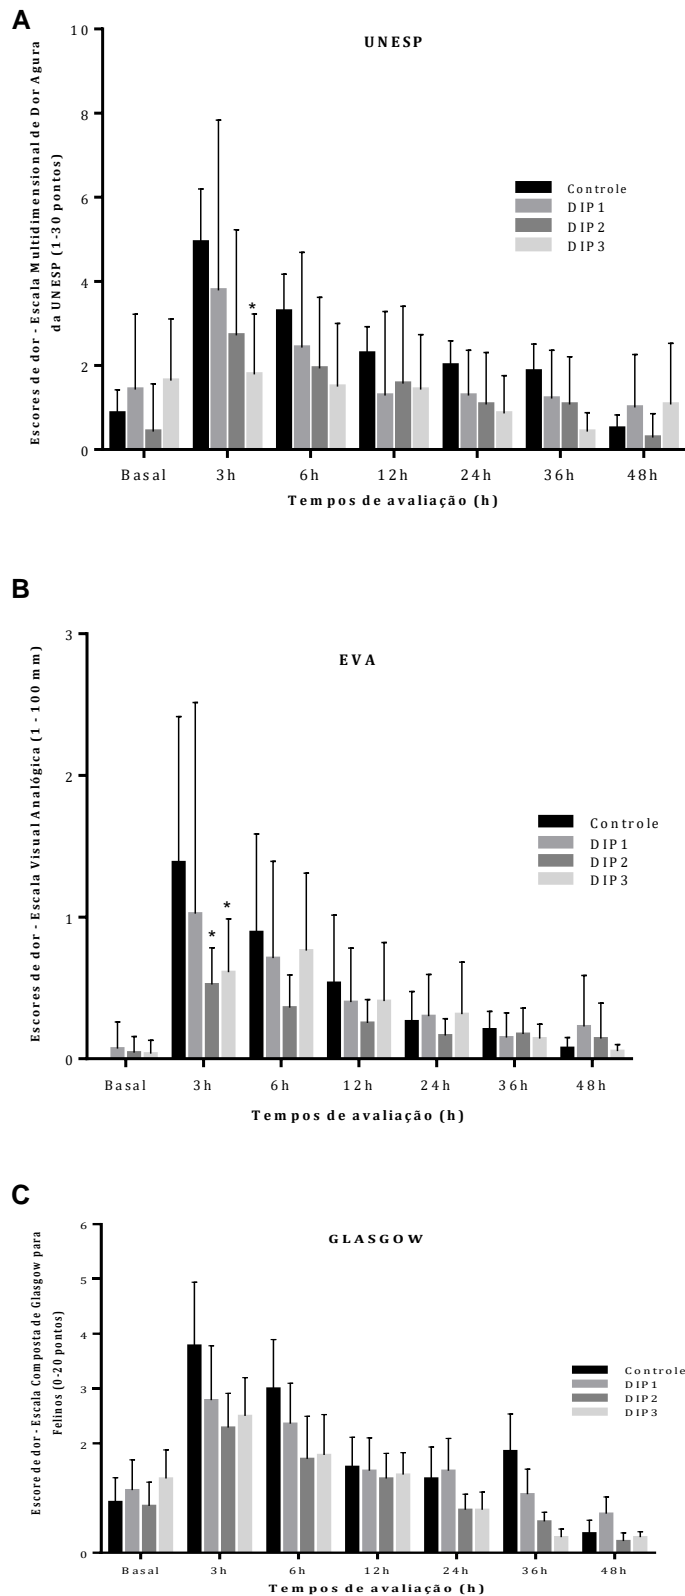 A
UNESP
Escores de dor - Escala Multidimensional de Dor Agura
da UNESP (1-30 pontos)
10
8
6
4
2
0
Controle
DIP1
DIP2
DIP3
*
Basal 3h 6h 12h 24h 36h 48h
Tempos de avaliação (h)
B
EVA
Escores de dor - Escala Visual Analógica (1 - 100 mm)
3
2
1
0
Controle
DIP1
DIP2
DIP3
* *
Basal 3h 6h 12h 24h 36h 48h
Tempos de avaliação (h)
C
GLASGOW
Escore de dor - Escala Composta de Glasgow para
Felinos (0-20 pontos)
6
5
4
3
2
0
Controle
DIP1
DIP2
DIP3
Basal 3h 6h 12h 24h 36h 48h
Tempos de avaliação (h)